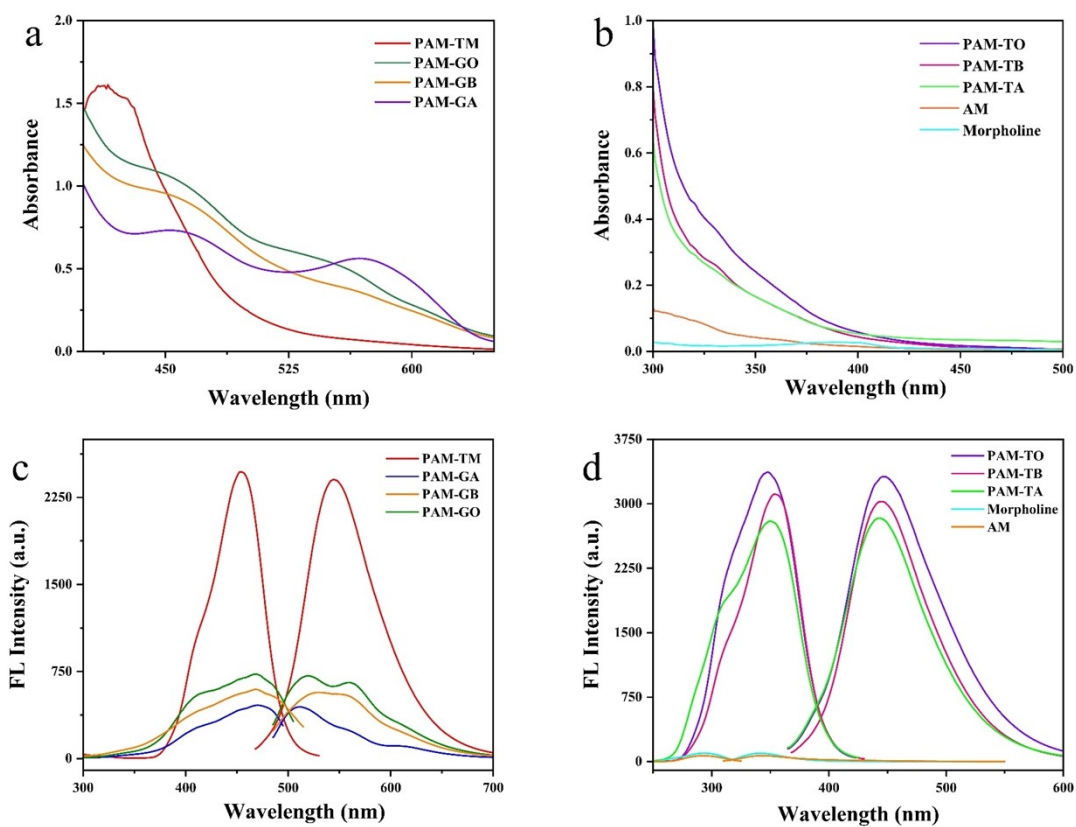 a
2.0
1.5
1.0
0.5
0.0
Absorbance
450
525
600
Wavelength (nm)
PAM-TM
PAM-GO
PAM-GB
PAM-GA
b
1.0
0.8
0.6
0.4
0.2
0.0
Absorbance
300
350
400
450
500
Wavelength (nm)
PAM-TO
PAM-TB
PAM-TA
AM
Morpholine
c
2250
1500
750
0
FL Intensity (a.u.)
300
400
500
600
700
Wavelength (nm)
PAM-TM
PAM-GA
PAM-GB
PAM-GO
d
3750
3000
2250
1500
750
0
FL Intensity (a.u.)
300
400
500
600
Wavelength (nm)
PAM-TO
PAM-TB
PAM-TA
Morpholine
AM